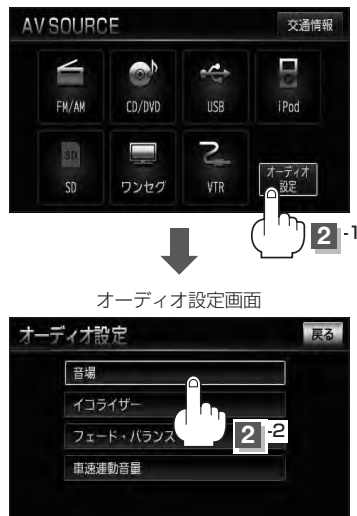 AV SOURCE 交通情報
FM/AM CD/DVD USB iPod
SD
SD ワンセグ VTR オーディオ
設定
2-1
オーディオ設定画面
オーディオ設定 戻る
音場
イコライザー
フェード・バランス
2-2
車速連動音量